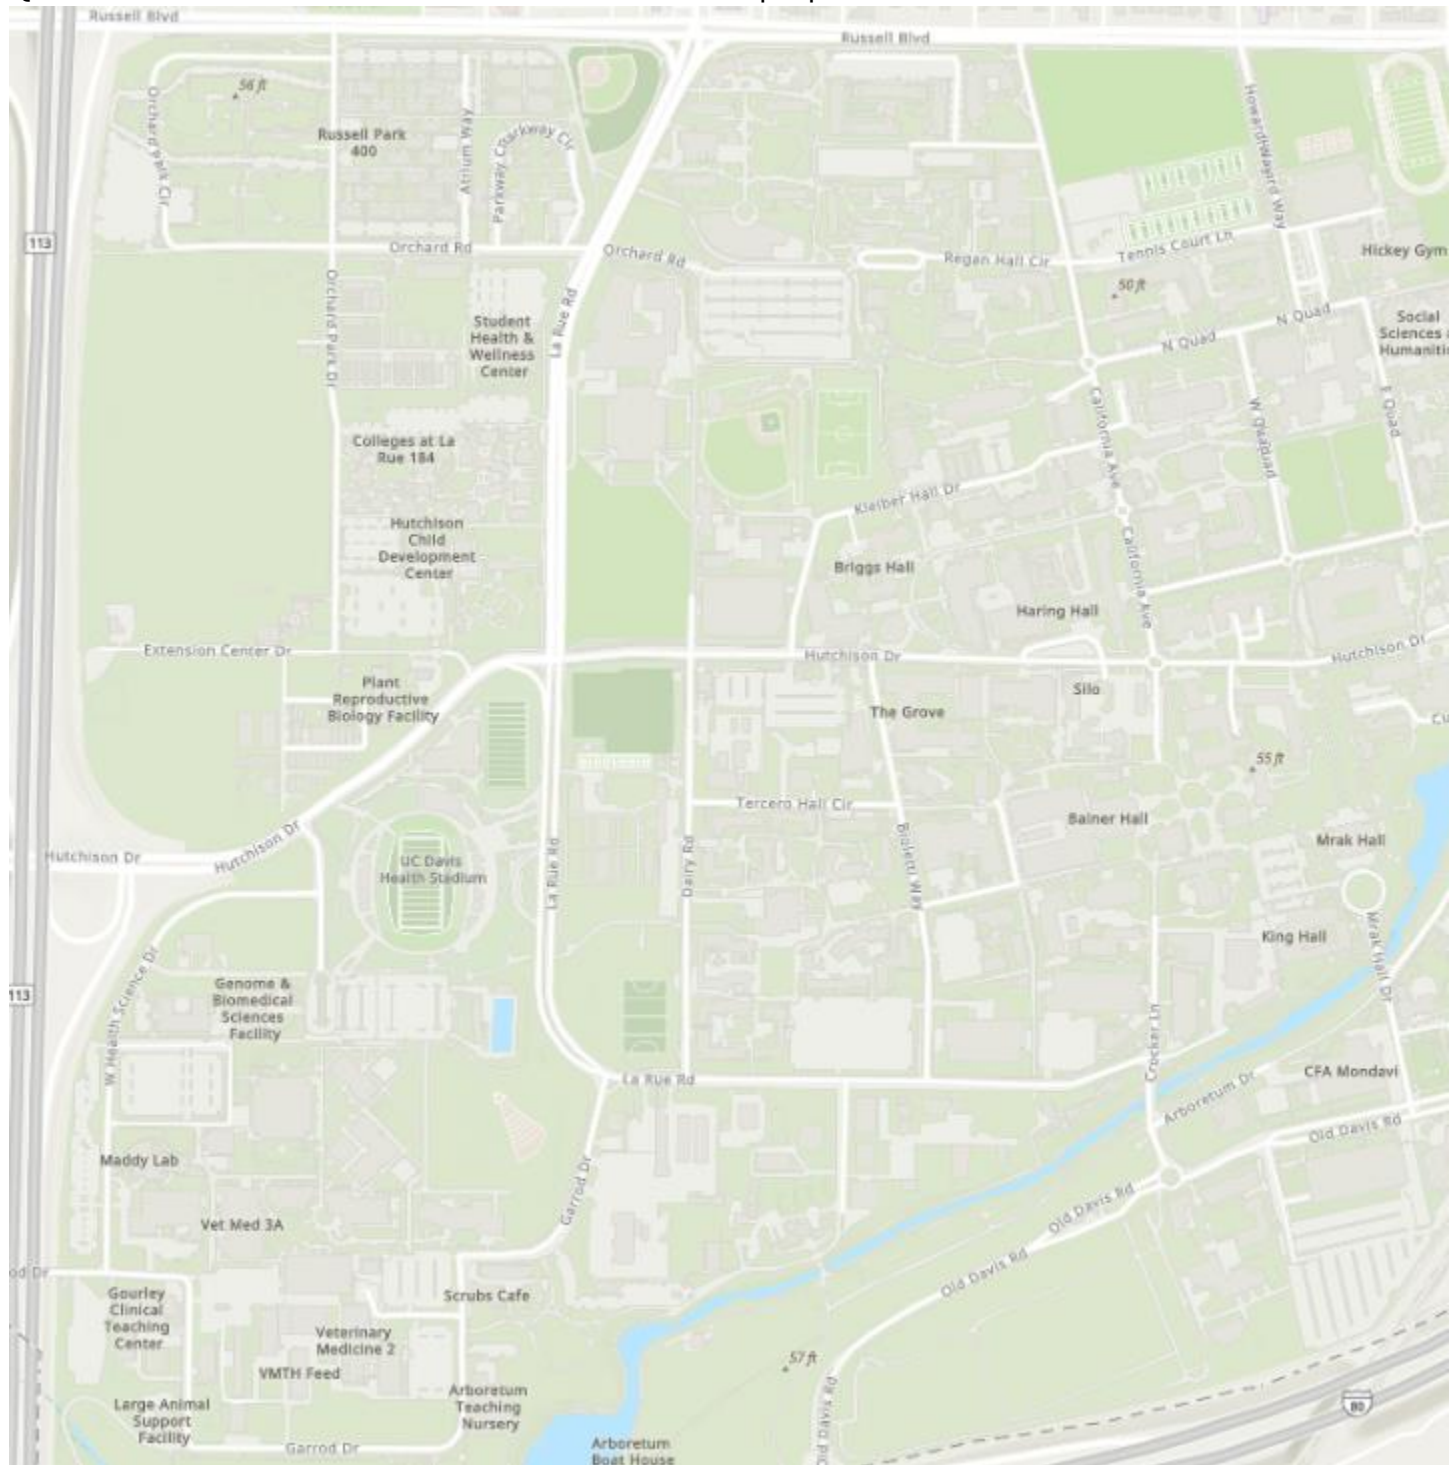 Russell Blvd
Russell Blvd
56 ft
Orchard Park Cir
Russell Park
400
Atrium Way
Parkway Cir
Parkway Cir
Howard Way
Howard Way
113
Orchard Rd
Orchard Rd
Regan Hall Cir
Tennis Court Ln
Hickey Gym
50 ft
Orchard Park Dr
La Rue Rd
Student
Health &
Wellness
Center
N Quad
N Quad
Social
Sciences
Humaniti
California Ave
W Quad
E Quad
Colleges at La
Rue 184
Kleiber Hall Dr
Hutchison
Child
Development
Center
Briggs Hall
California Ave
Haring Hall
Extension Center Dr
Hutchison Dr
Hutchison Dr
Plant
Reproductive
Biology Facility
Silo
The Grove
Cu
55 ft
Tercero Hall Cir
Bainer Hall
Hutchison Dr
Hutchison Dr
UC Davis
Health Stadium
La Rue Rd
Dairy Rd
Bioletti Way
Mrak Hall
King Hall
Mrak Hall Dr
113
W Health Science Dr
Genome &
Biomedical
Sciences
Facility
Crocker Ln
La Rue Rd
CFA Mondavi
Arboretum Dr
Old Davis Rd
Maddy Lab
Garrod Dr
Vet Med 3A
Old Davis Rd
od Dr
Old Davis Rd
Gourley
Clinical
Teaching
Center
Scrubs Cafe
Veterinary
Medicine 2
VMTH Feed
57 ft
Large Animal
Support
Facility
Arboretum
Teaching
Nursery
Old Davis Rd
80
Garrod Dr
Arboretum
Boat House